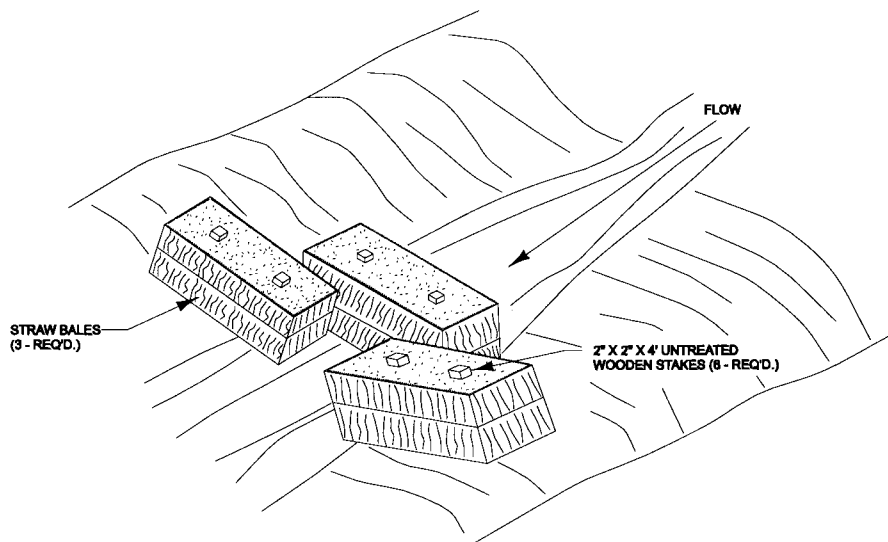 FLOW
STRAW BALES
(3 - REQ'D.)
2" X 2" X 4' UNTREATED
WOODEN STAKES (6 - REQ'D.)